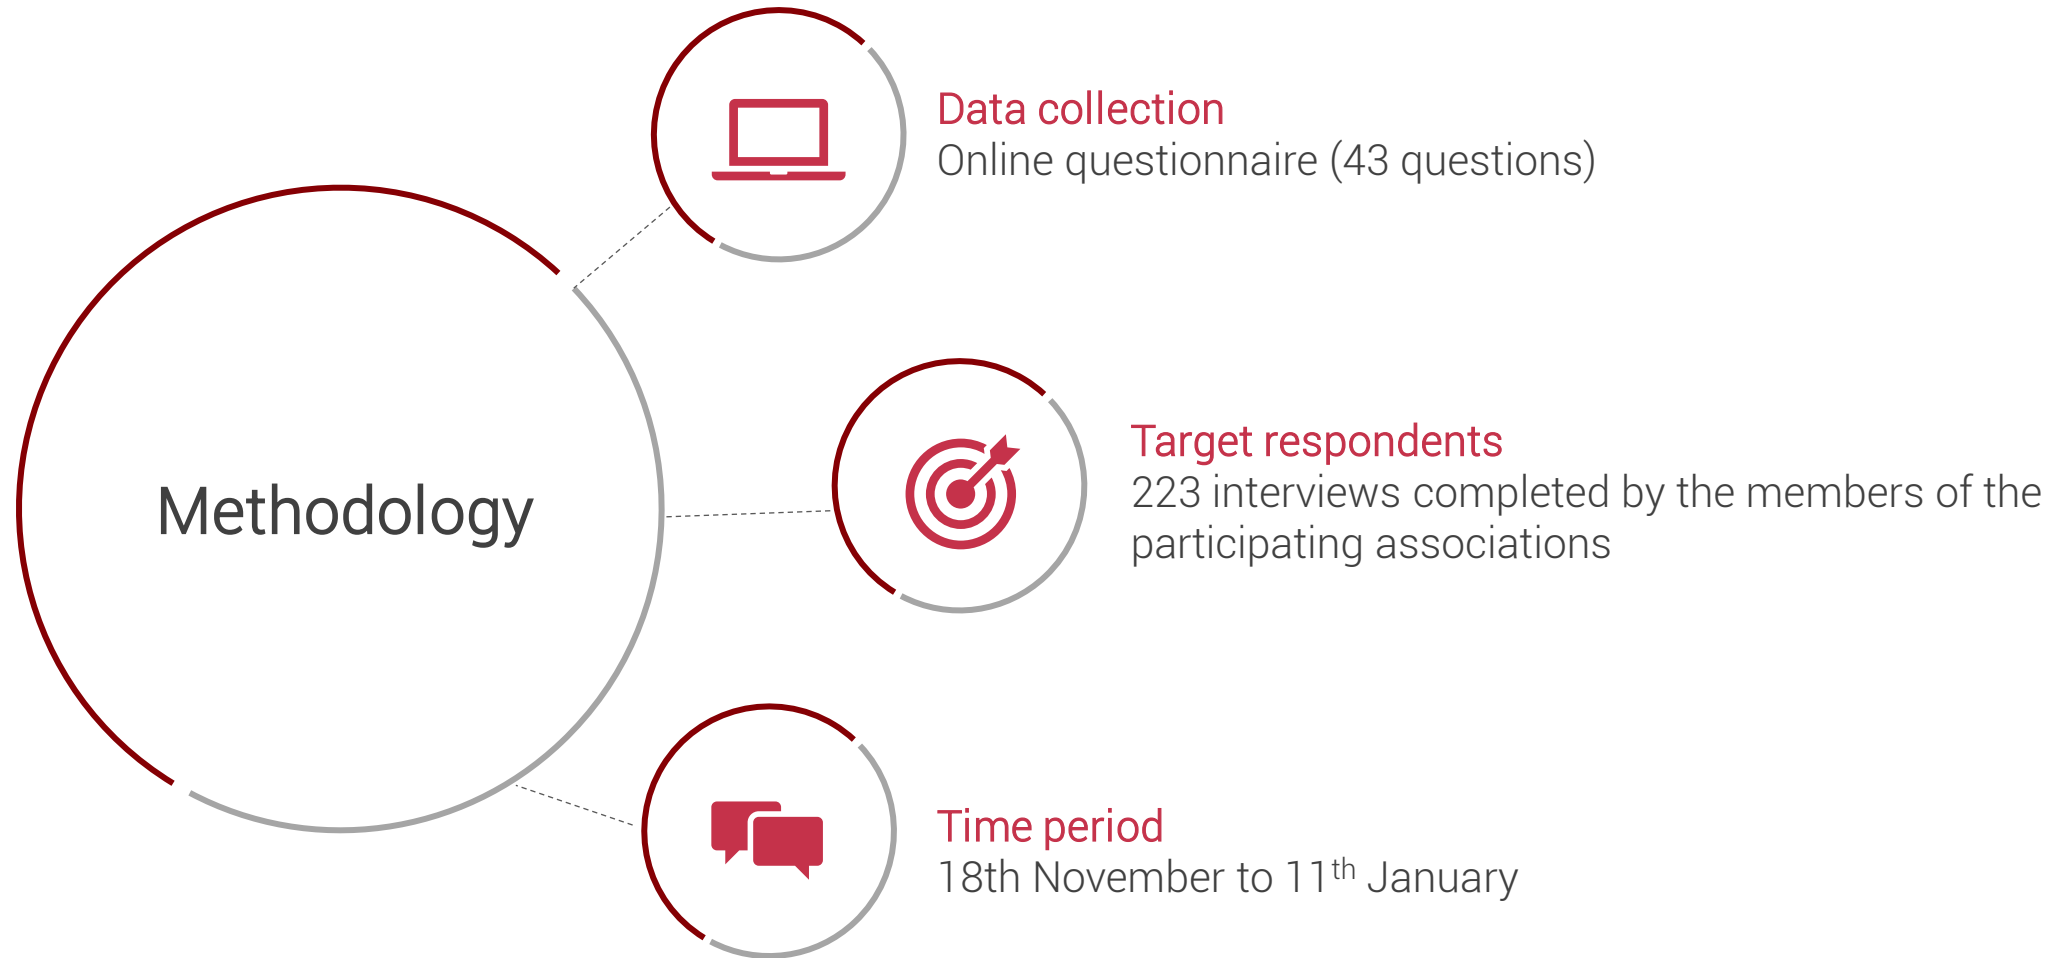 Data collection
Online questionnaire (43 questions)
Methodology
Target respondents
223 interviews completed by the members of the
participating associations
Time period
18th November to 11th January